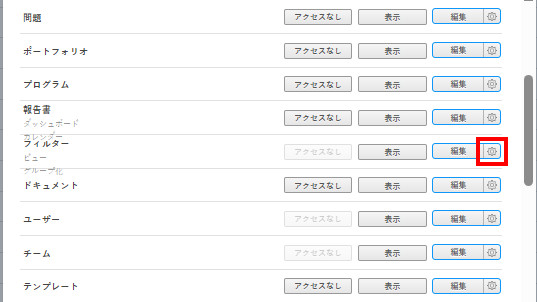 問題 アクセスなし 表示 編集
ポートフォリオ アクセスなし 表示 編集
プログラム アクセスなし 表示 編集
報告書 アクセスなし 表示 編集
ダッシュボード
カレンダー
フィルター アクセスなし 表示 編集
ビュー
グループ化
ドキュメント アクセスなし 表示 編集
ユーザー アクセスなし 表示 編集
チーム アクセスなし 表示 編集
テンプレート アクセスなし 表示 編集